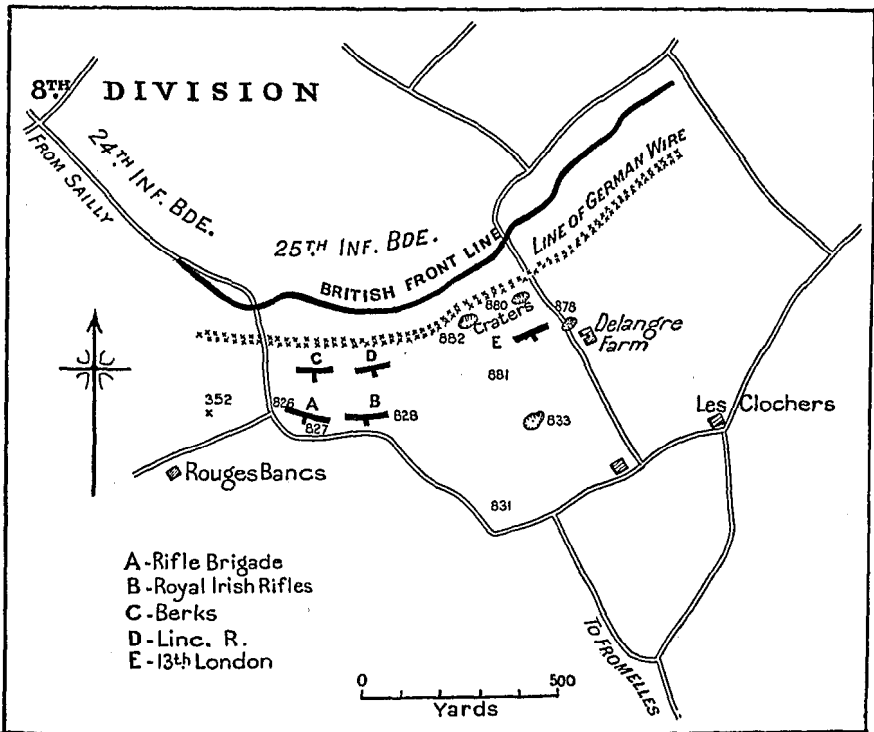 8TH DIVISION
FROM SAILLY
24TH INF. BDE.
25TH INF. BDE.
BRITISH FRONT LINE
LINE OF GERMAN WIRE
880
878
882
Craters
Delangre
Farm
E
C
D
881
352
826
A
B
827
828
833
Les Clochers
Rouges Bancs
831
A-Rifle Brigade
B-Royal Irish Rifles
C-Berks
D-Linc. R.
E-13th London
TO FROMELLES
0 500
Yards